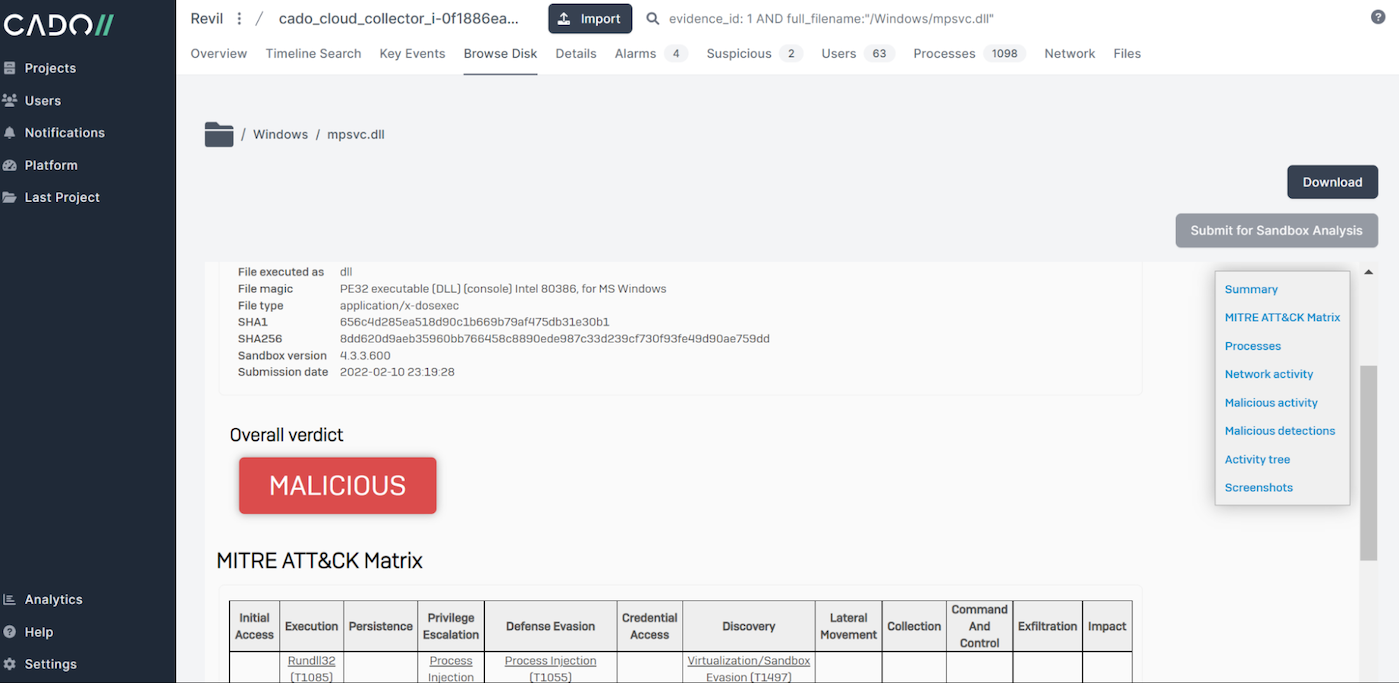 CADO//
Projects
Users
Notifications
Platform
Last Project
Analytics
Help
Settings
Revil / cado_cloud_collector_i-0f1886ea... Import evidence_id: 1 AND full_filename:"/Windows/mpsvc.dll"
Overview Timeline Search Key Events Browse Disk Details Alarms 4 Suspicious 2 Users 63 Processes 1098 Network Files
/ Windows / mpsvc.dll
Download
Submit for Sandbox Analysis
File executed as dll
File magic PE32 executable (DLL) (console) Intel 80386, for MS Windows
File type application/x-dosexec
SHA1 656c4d285ea518d90c1b669b79af475db31e30b1
SHA256 8dd620d9aeb35960bb766458c8890ede987c33d239cf730f93fe49d90ae759dd
Sandbox version 4.3.3.600
Submission date 2022-02-10 23:19:28
Summary
MITRE ATT&CK Matrix
Processes
Network activity
Malicious activity
Malicious detections
Activity tree
Screenshots
Overall verdict
MALICIOUS
MITRE ATT&CK Matrix
Initial Access Execution Persistence Privilege Escalation Defense Evasion Credential Access Discovery Lateral Movement Collection Command And Control Exfiltration Impact
Rundll32 Process Process Injection Virtualization/Sandbox
(T1085) Injection (T1055) Evasion (T1497)